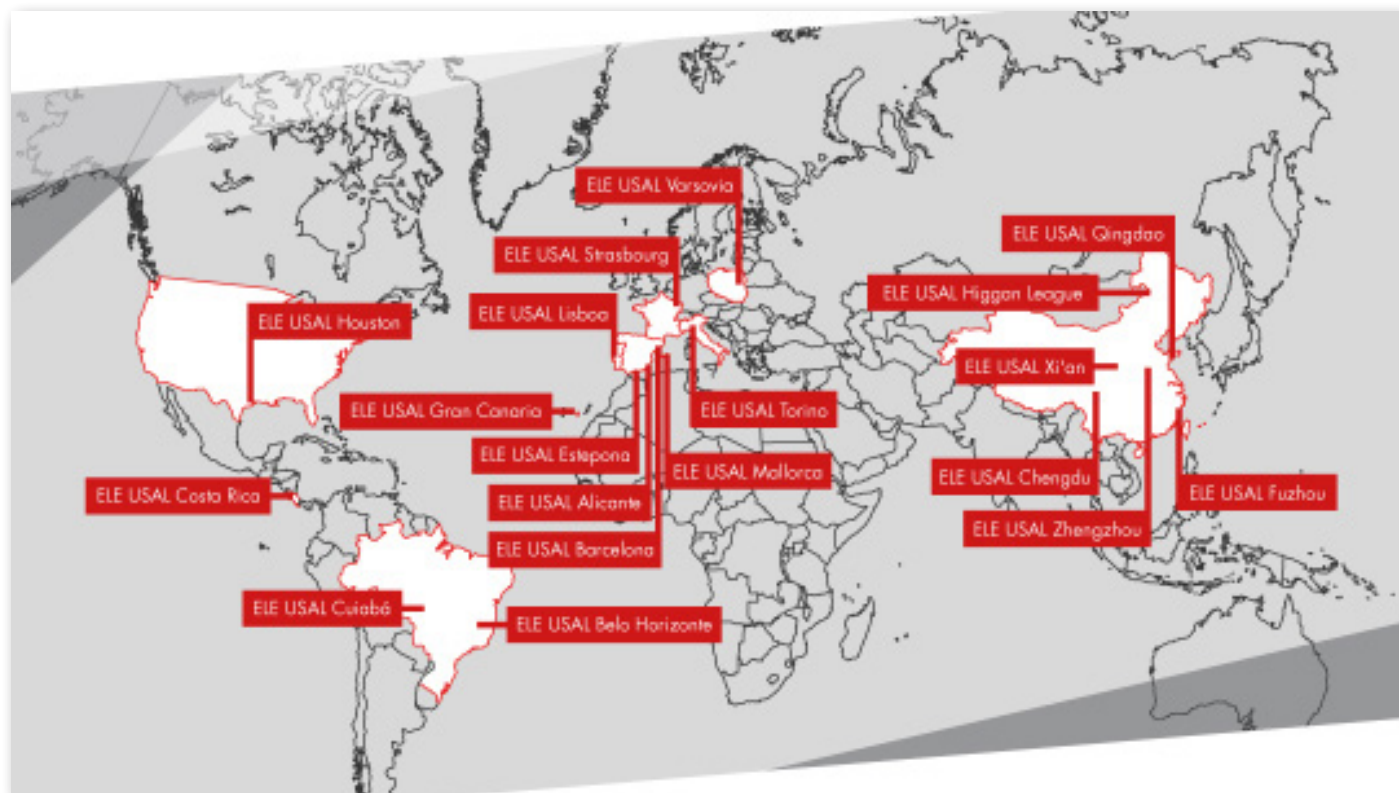 ELE USAL Varsovia
ELE USAL Qingdao
ELE USAL Strasbourg
ELE USAL Higgan League
ELE USAL Lisboa
ELE USAL Houston
ELE USAL Xi'an
ELE USAL Gran Canaria
ELE USAL Torino
ELE USAL Estepona
ELE USAL Mallorca
ELE USAL Chengdu
ELE USAL Costa Rica
ELE USAL Alicante
ELE USAL Fuzhou
ELE USAL Zhengzhou
ELE USAL Barcelona
ELE USAL Cuiabá
ELE USAL Belo Horizonte